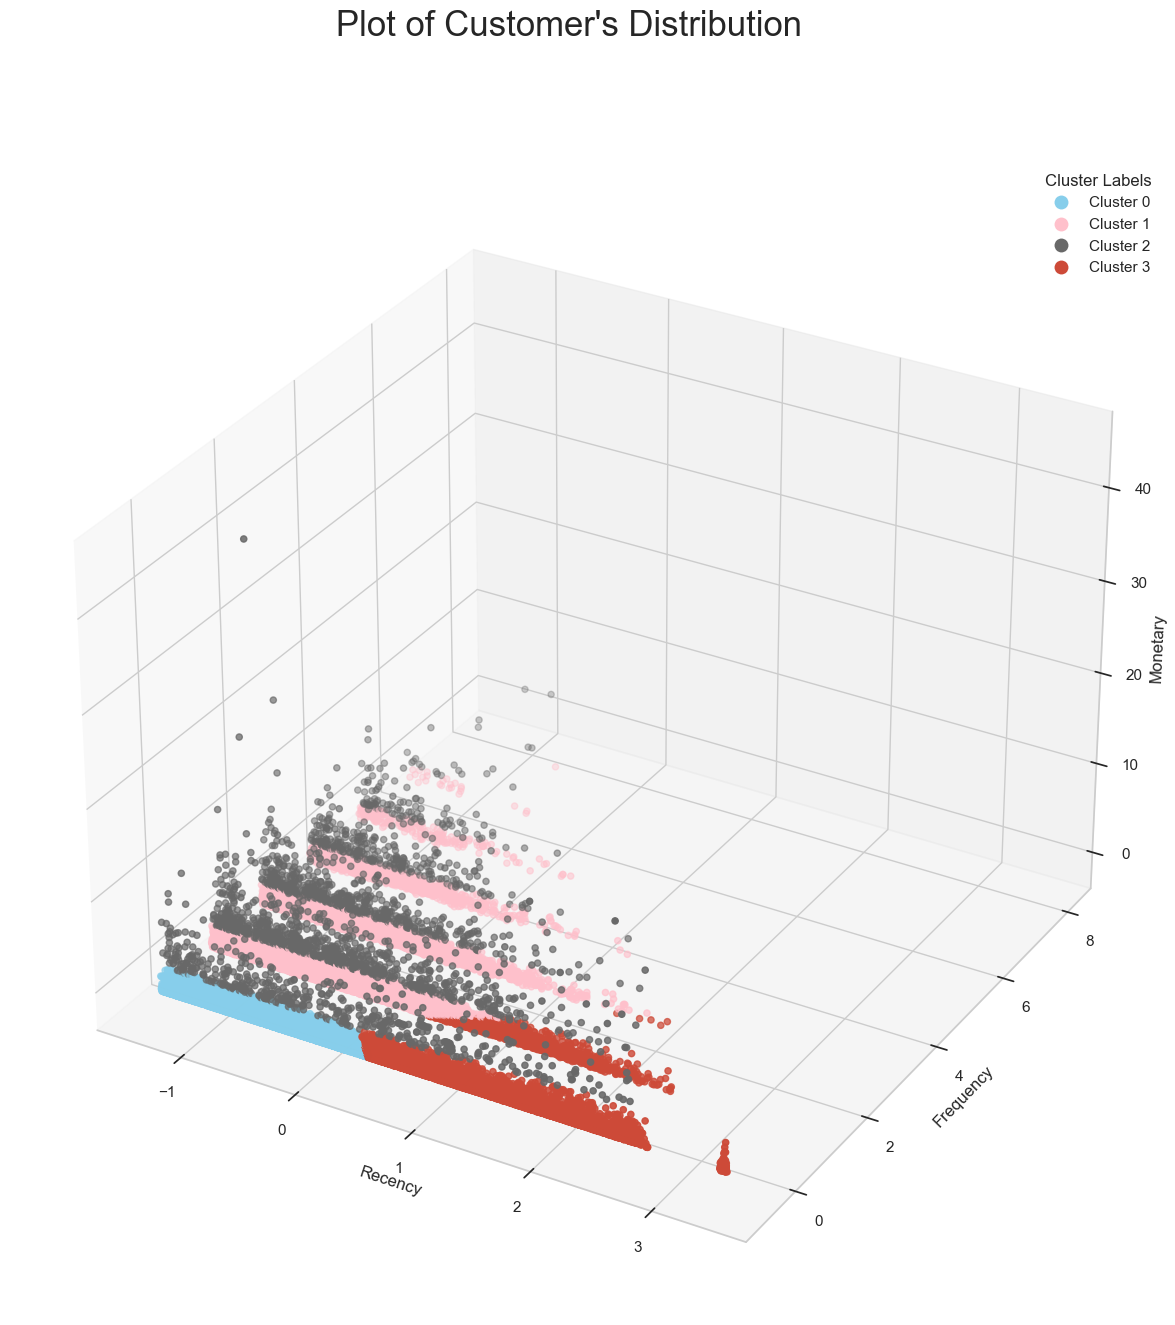 Plot of Customer's Distribution
Cluster Labels
Cluster 0
Cluster 1
Cluster 2
Cluster 3
40
30
20
10
0
Monetary
8
6
4
2
0
Frequency
−1
0
1
2
3
Recency